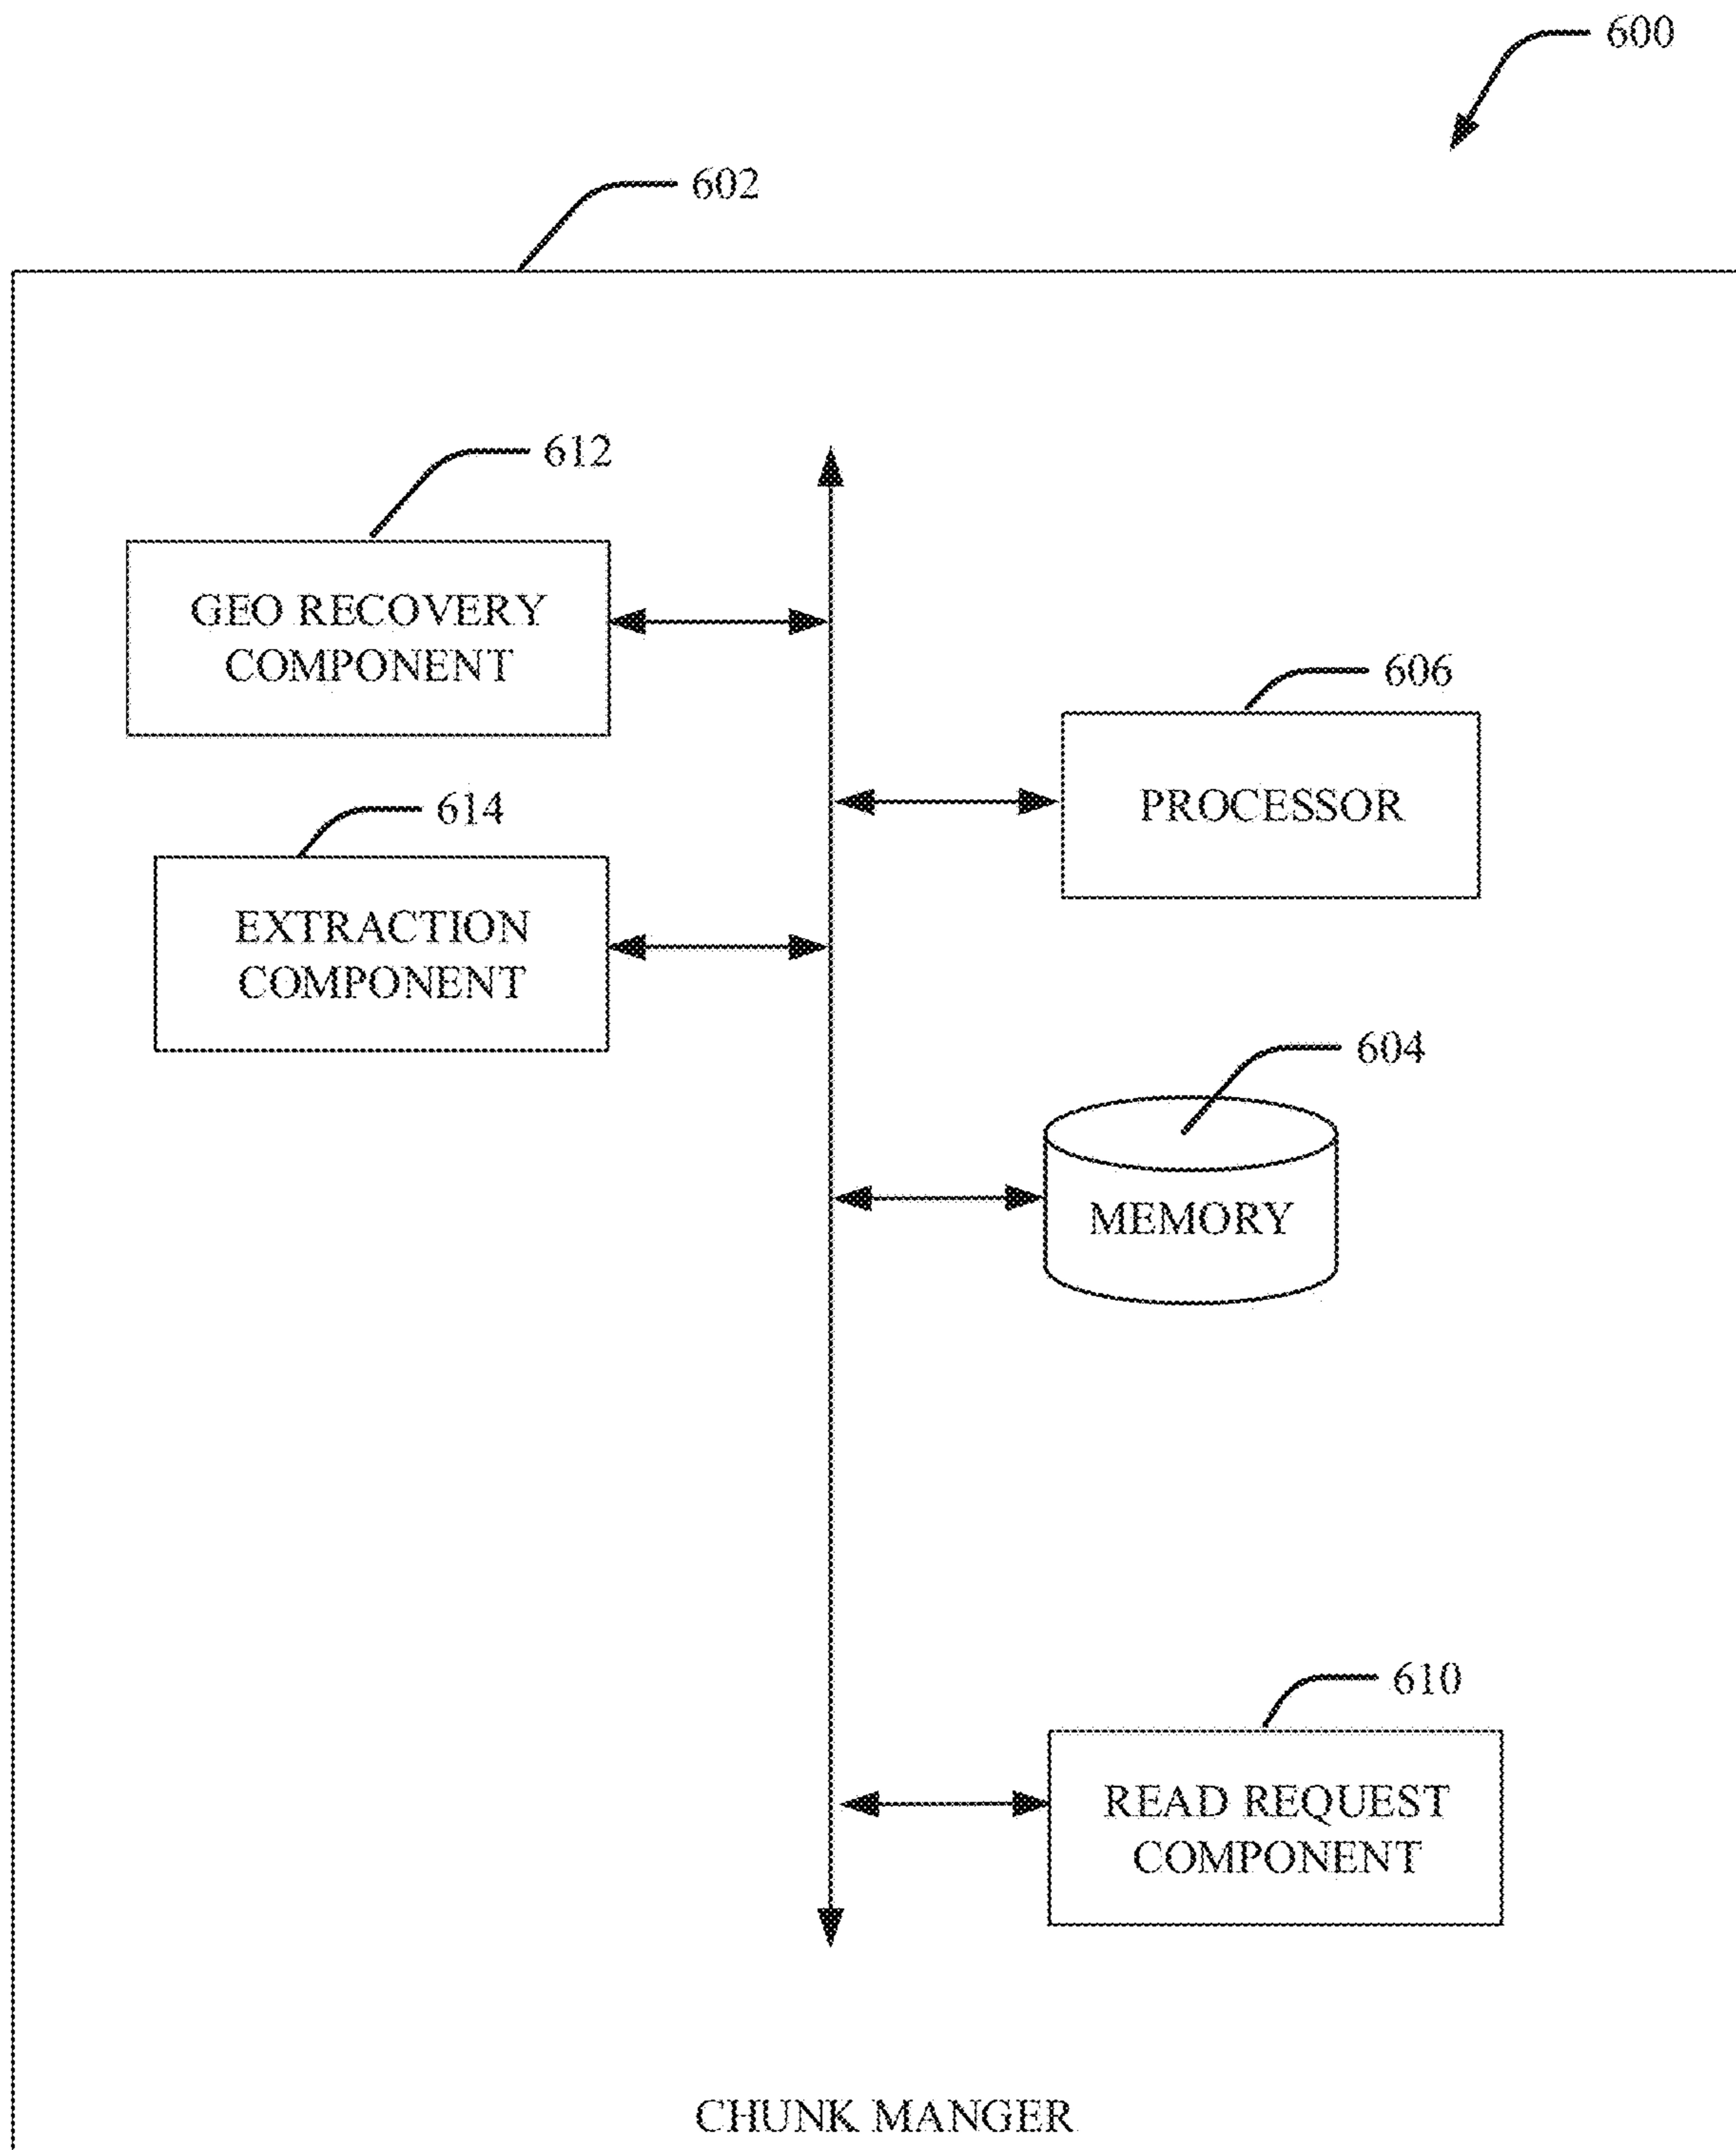 600
602
612
GEO RECOVERY
COMPONENT
606
PROCESSOR
614
EXTRACTION
COMPONENT
604
MEMORY
610
READ REQUEST
COMPONENT
CHUNK MANGER